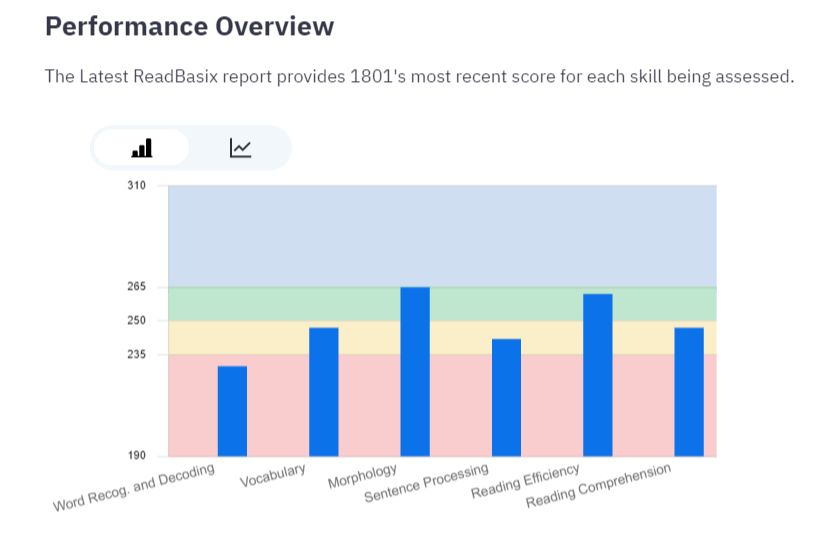 Performance Overview
The Latest ReadBasix report provides 1801's most recent score for each skill being assessed.
310
265
250
235
190
Word Recog. and Decoding
Vocabulary
Morphology
Sentence Processing
Reading Efficiency
Reading Comprehension